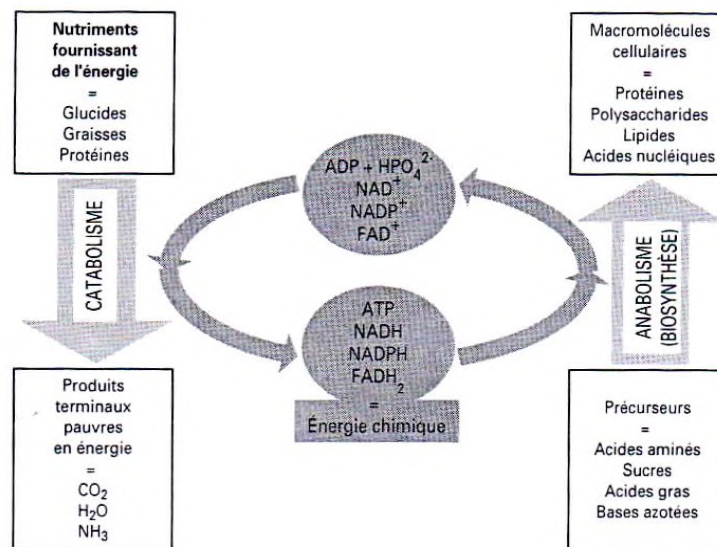 Nutriments
fournissant
de l'énergie
=
Glucides
Graisses
Protéines
CATABOLISME
Produits
terminaux
pauvres
en énergie
=
CO₂
H₂O
NH₃
ADP + HPO₄²⁻
NAD⁺
NADP⁺
FAD⁺
ATP
NADH
NADPH
FADH₂
=
Énergie chimique
Macromolécules
cellulaires
=
Protéines
Polysaccharides
Lipides
Acides nucléiques
ANABOLISME
(BIOSYNTHÈSE)
Précurseurs
=
Acides aminés
Sucres
Acides gras
Bases azotées